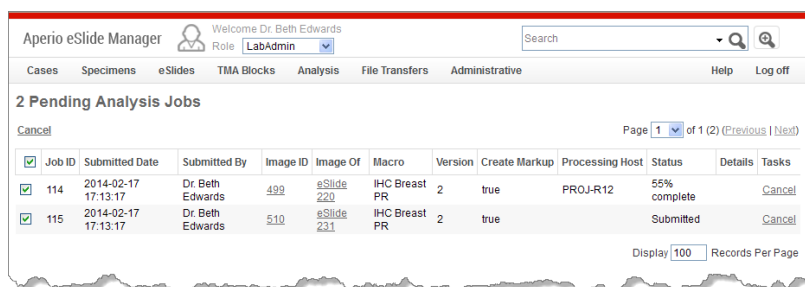 Aperio eSlide Manager
Welcome Dr. Beth Edwards
Role LabAdmin
Search
Cases Specimens eSlides TMA Blocks Analysis File Transfers Administrative Help Log off
2 Pending Analysis Jobs
Cancel Page 1 of 1 (2) (Previous | Next)
Job ID Submitted Date Submitted By Image ID Image Of Macro Version Create Markup Processing Host Status Details Tasks
114 2014-02-17 17:13:17 Dr. Beth Edwards 499 eSlide 220 IHC Breast PR 2 true PROJ-R12 55% complete Cancel
115 2014-02-17 17:13:17 Dr. Beth Edwards 510 eSlide 231 IHC Breast PR 2 true Submitted Cancel
Display 100 Records Per Page